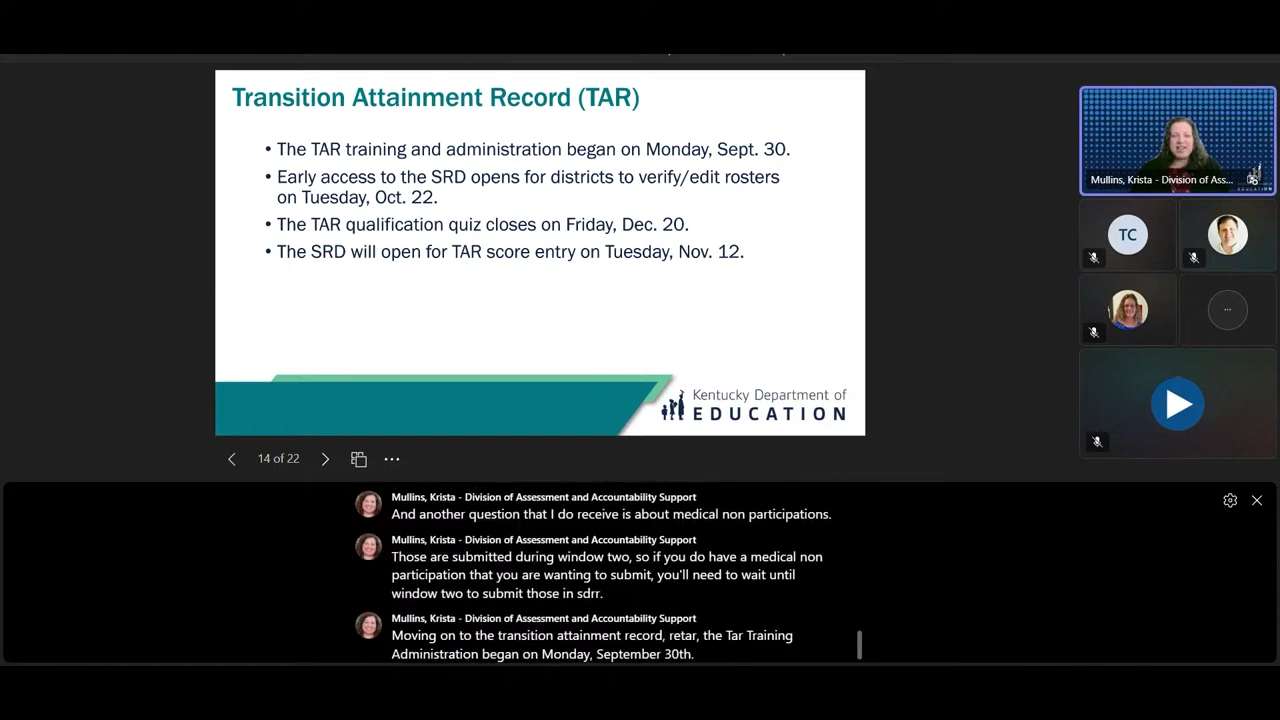 Transition Attainment Record (TAR)
• The TAR training and admnistration began on Monday, Sept. 30.
• Early access to the SRD opens for districts to verify/edit rosters
on Tuesday, Oct. 22.
• The TAR qualification quiz closes on Friday, Dec. 20.
• The SRD will open for TAR score entry on Tuesday, Nov. 12.
Kentucky Department of
EDUCATION
14 of 22
Mullins, Krista - Division of Ass...
EDUCATION
TC
Mullins, Krista - Division of Assessment and Accountability Support
And another question that I do receive is about medical non participations.
Mullins, Krista - Division of Assessment and Accountability Support
Those are submitted during window two, so if you do have a medical non
participation that you are wanting to submit, you'll need to wait until
window two to submit those in sdrr.
Mullins, Krista - Division of Assessment and Accountability Support
Moving on to the transition attainment record, retar, the Tar Training
Administration began on Monday, September 30th.